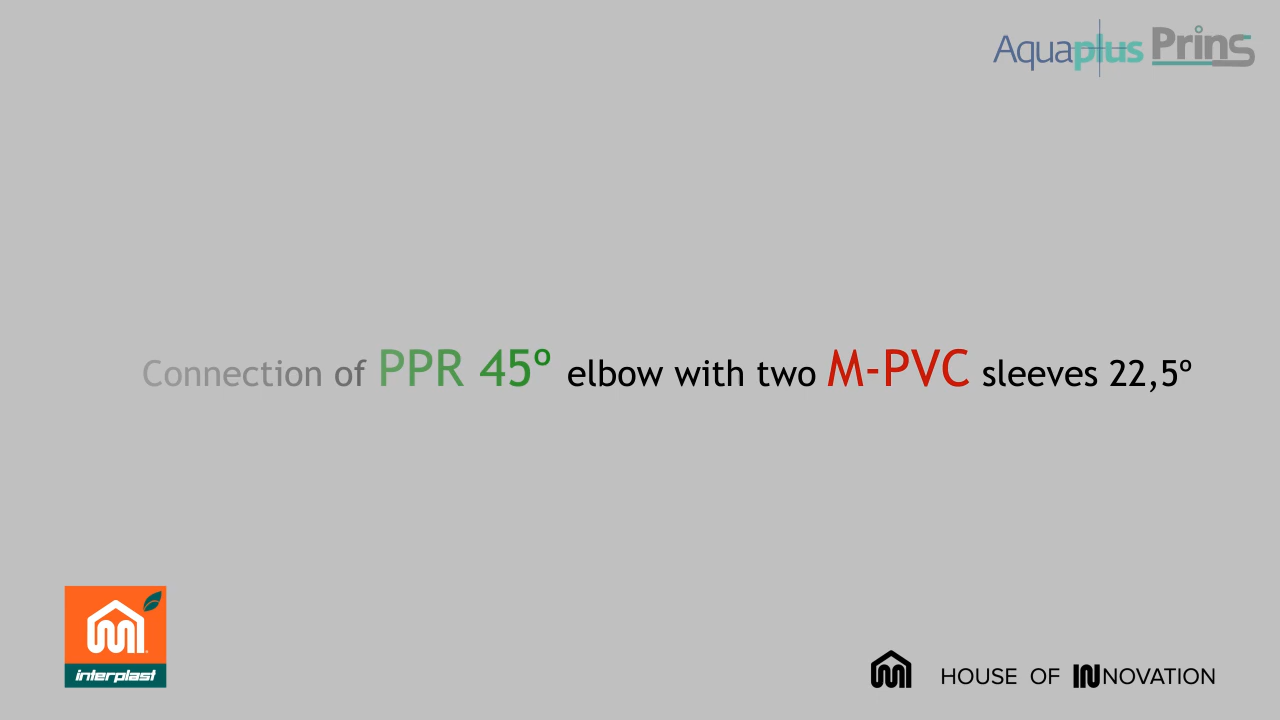 Aquaplus Prins
Connection of PPR 45º elbow with two M-PVC sleeves 22,5º
interplast
HOUSE OF INNOVATION